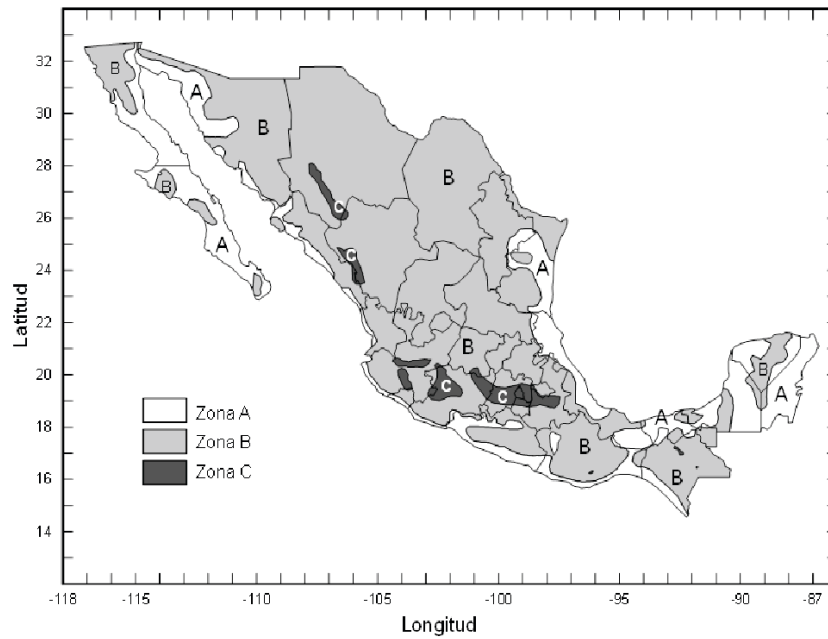 32
30
28
26
24
22
20
18
16
14
Latitud
B
A
B
B
B
A
C
C
A
B
C
C
B
A
B
A
B
Zona A
Zona B
Zona C
-118
-115
-110
-105
-100
-95
-90
-87
Longitud